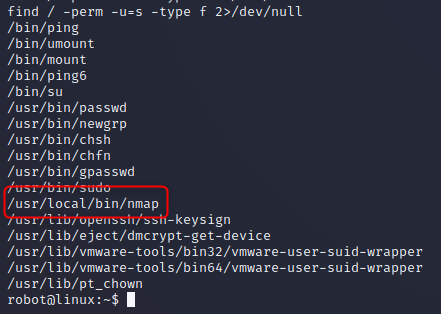 find / -perm -u=s -type f 2>/dev/null
/bin/ping
/bin/umount
/bin/mount
/bin/ping6
/bin/su
/usr/bin/passwd
/usr/bin/newgrp
/usr/bin/chsh
/usr/bin/chfn
/usr/bin/gpasswd
/usr/bin/sudo
/usr/local/bin/nmap
/usr/lib/openssh/ssh-keysign
/usr/lib/eject/dmcrypt-get-device
/usr/lib/vmware-tools/bin32/vmware-user-suid-wrapper
/usr/lib/vmware-tools/bin64/vmware-user-suid-wrapper
/usr/lib/pt_chown
robot@linux:~$